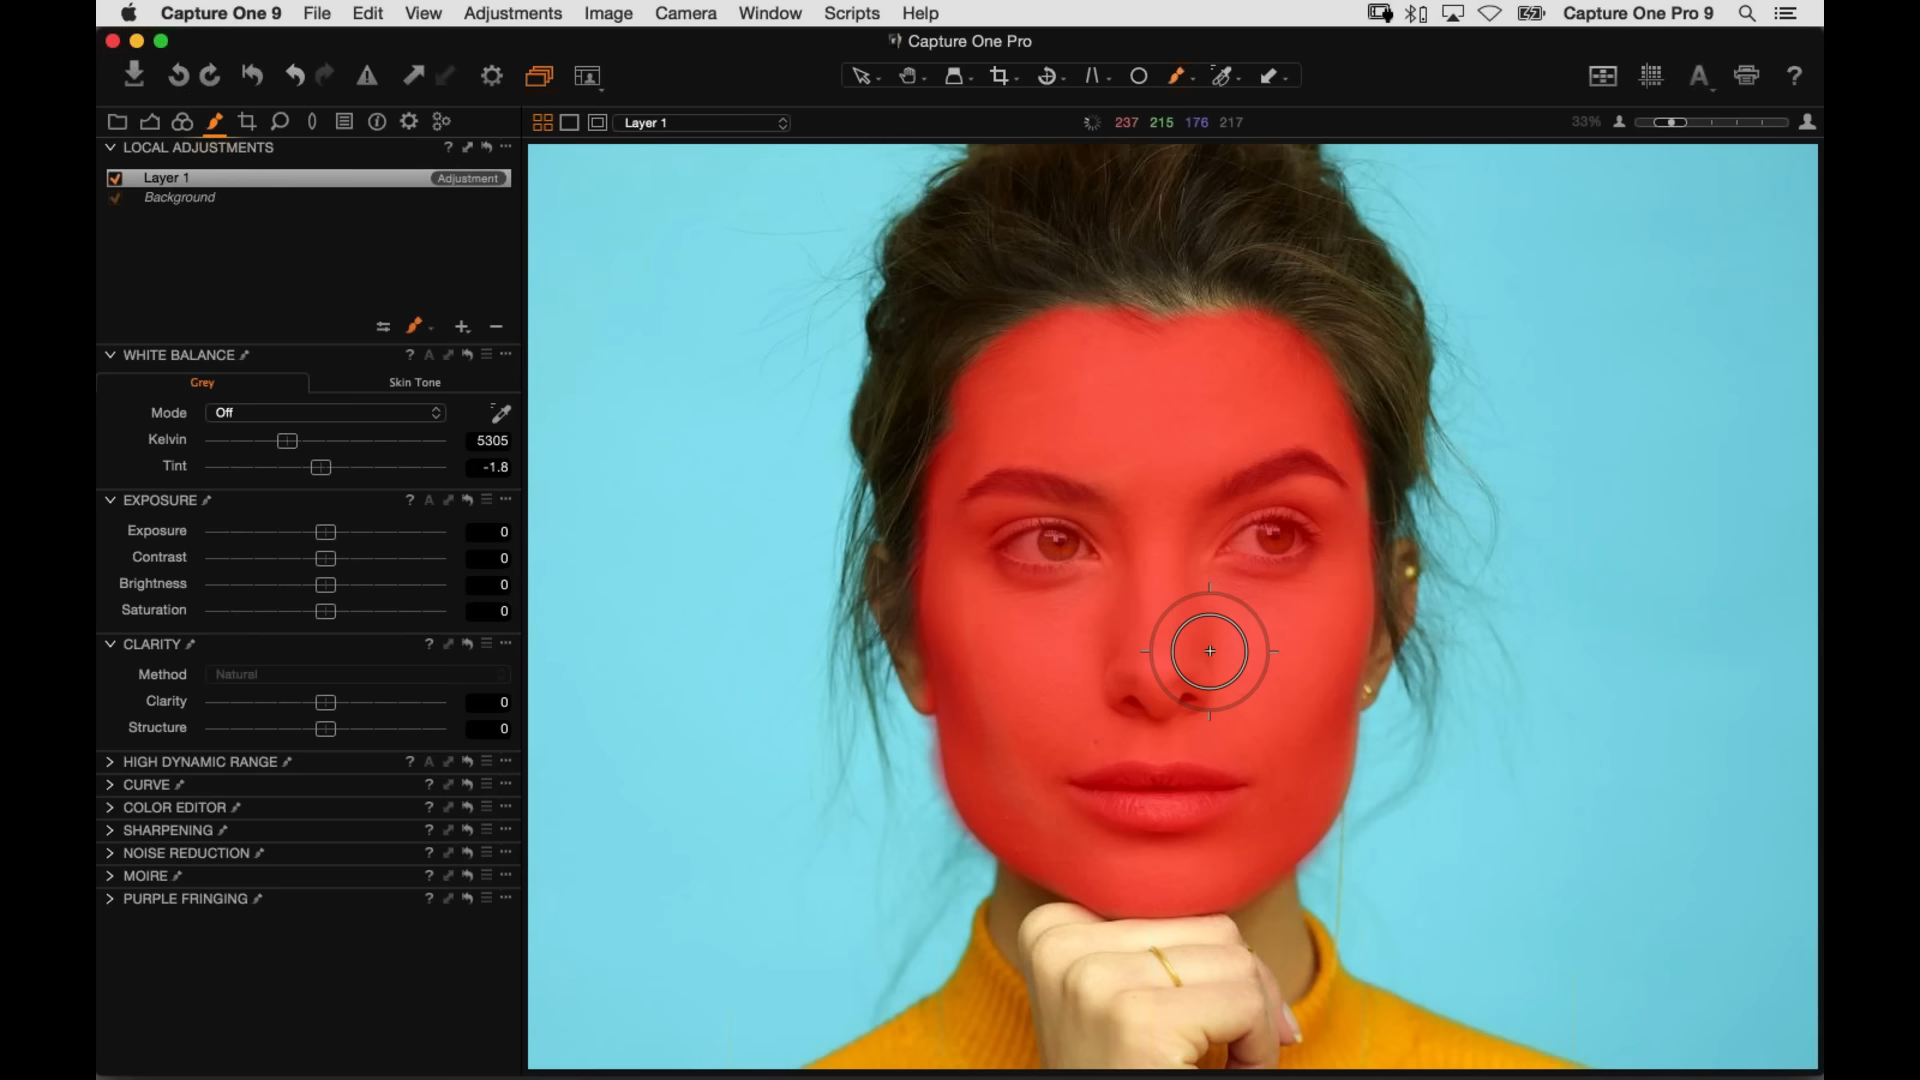 Capture One 9 File Edit View Adjustments Image Camera Window Scripts Help Capture One Pro 9
Capture One Pro
A ?
Layer 1 237 215 176 217 33%
LOCAL ADJUSTMENTS ?
Layer 1 Adjustment
Background
WHITE BALANCE ? A
Grey Skin Tone
Mode Off
Kelvin 5305
Tint -1.8
EXPOSURE ? A
Exposure 0
Contrast 0
Brightness 0
Saturation 0
CLARITY ?
Method Natural
Clarity 0
Structure 0
HIGH DYNAMIC RANGE ? A
CURVE ?
COLOR EDITOR ?
SHARPENING ?
NOISE REDUCTION ?
MOIRE ?
PURPLE FRINGING ?